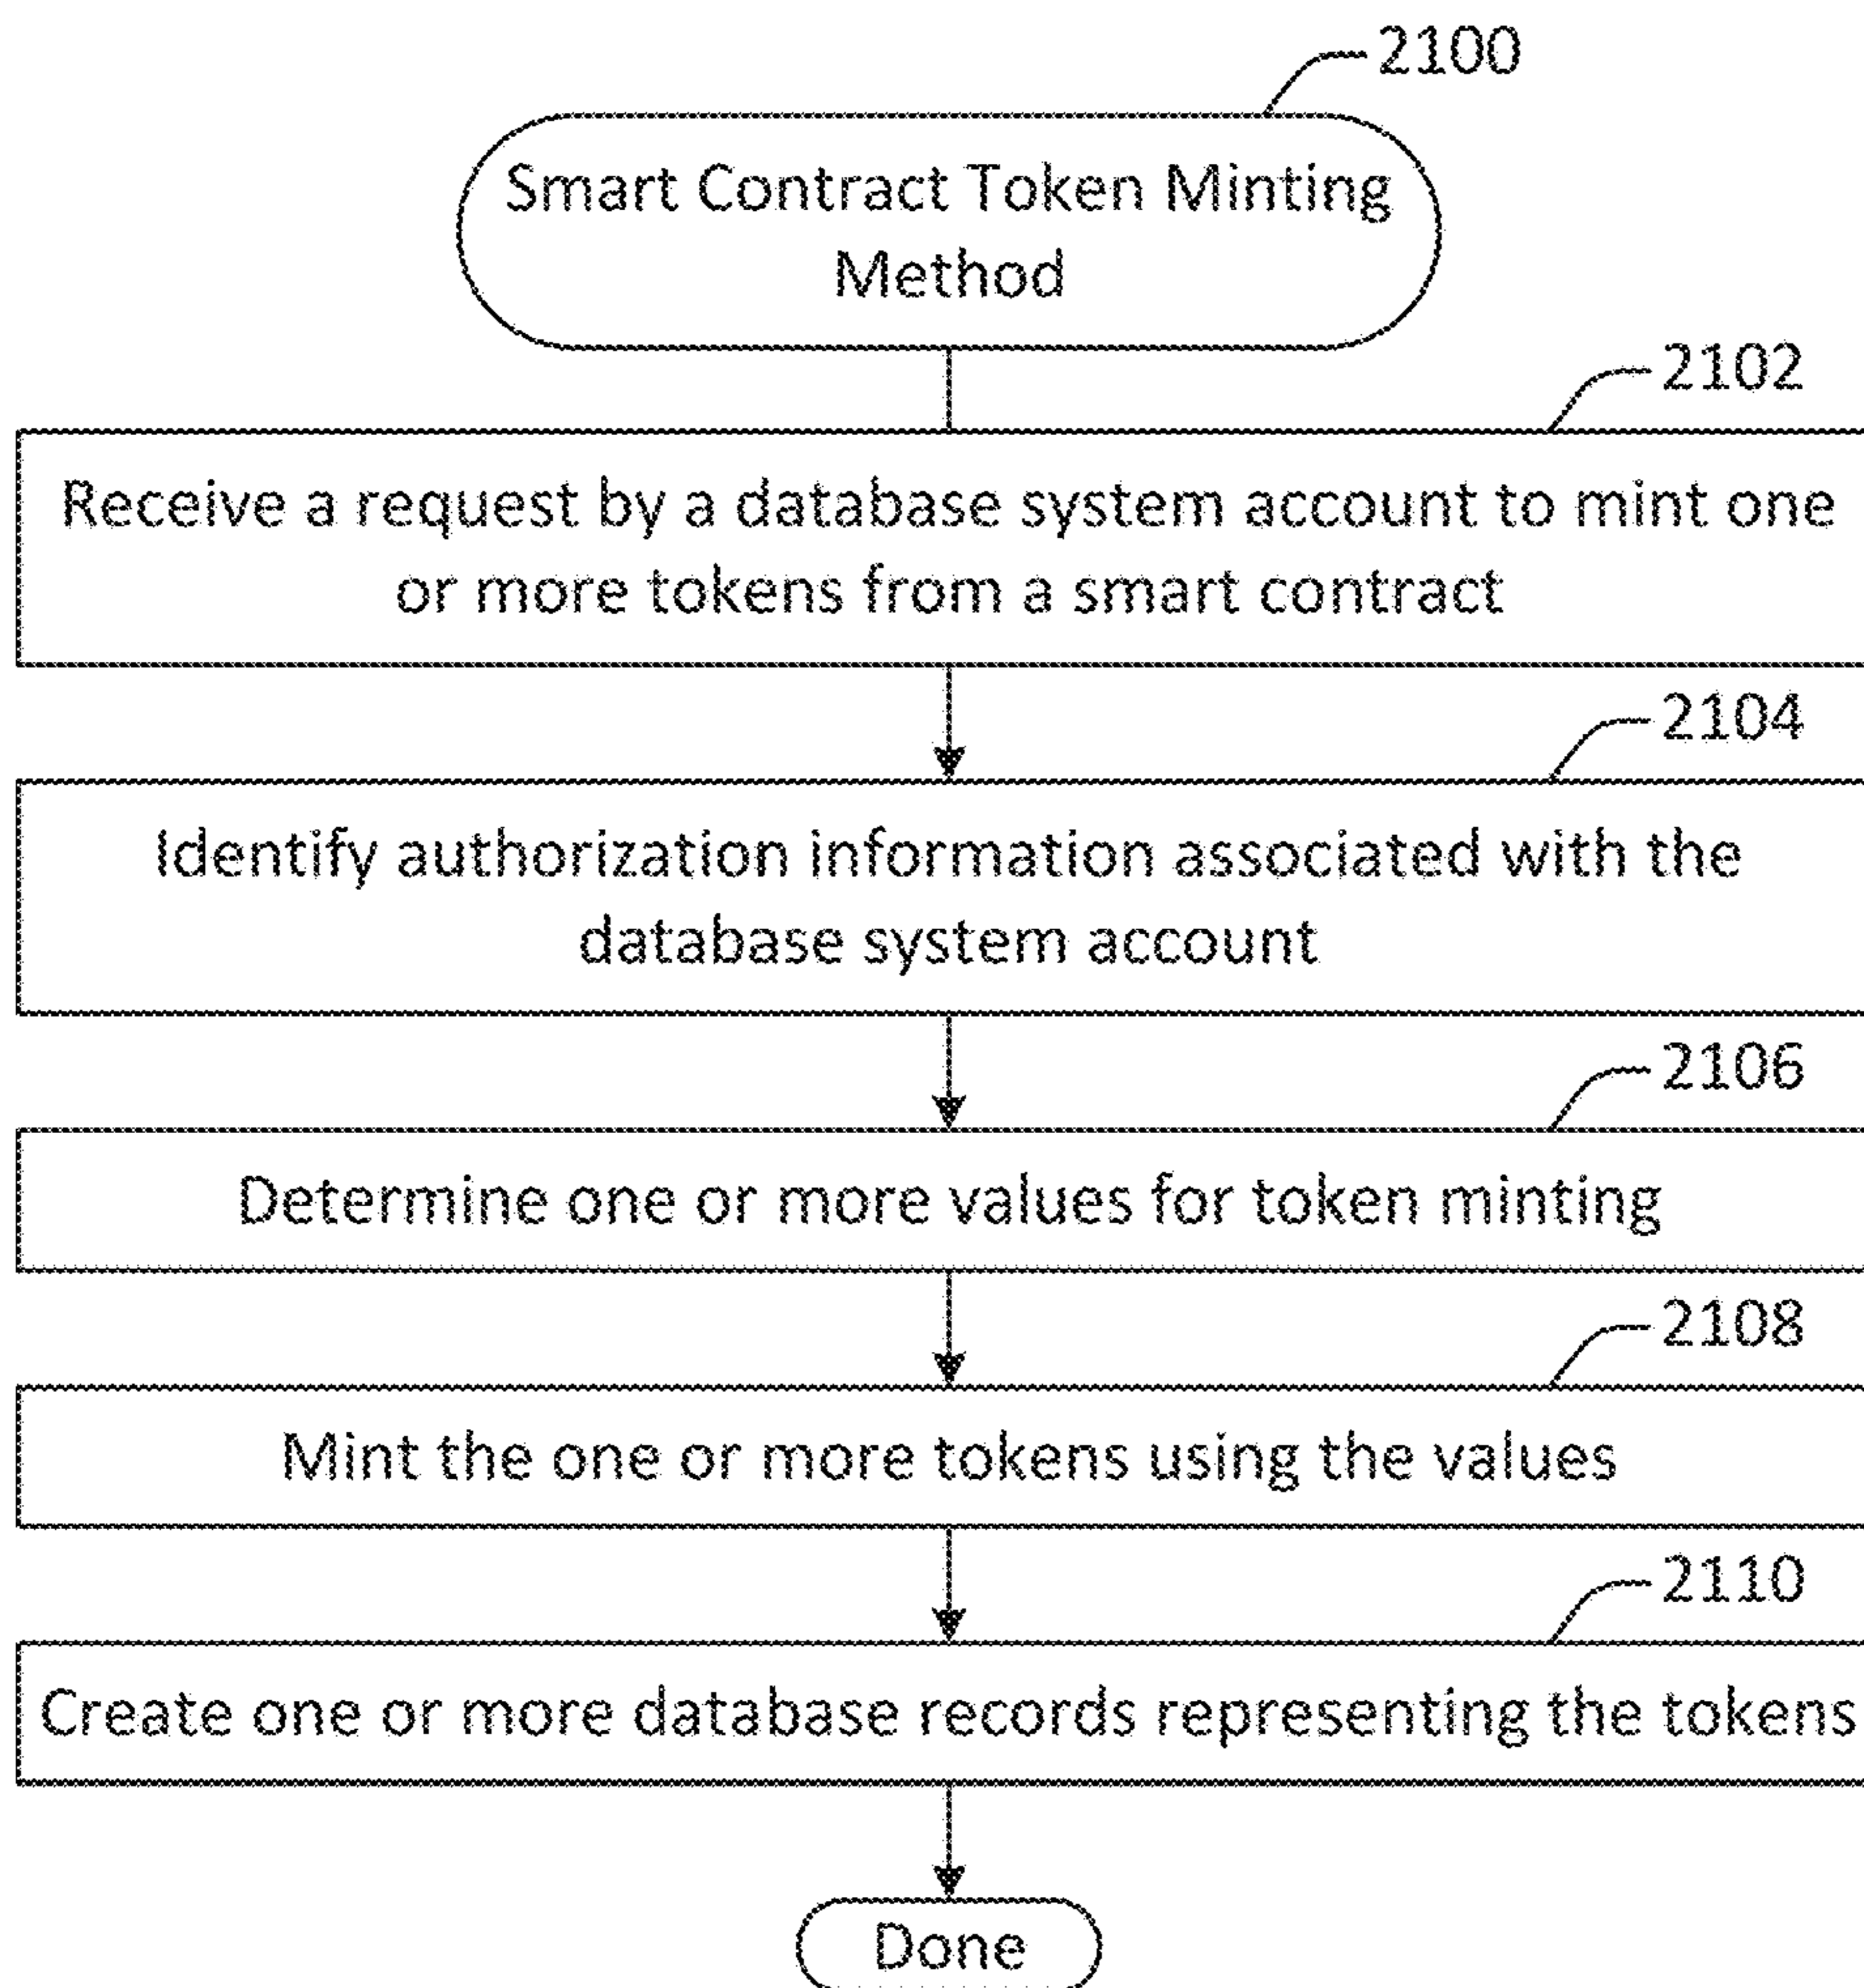 2100
Smart Contract Token Minting
Method
2102
Receive a request by a database system account to mint one
or more tokens from a smart contract
2104
Identify authorization information associated with the
database system account
2106
Determine one or more values for token minting
2108
Mint the one or more tokens using the values
2110
Create one or more database records representing the tokens
Done